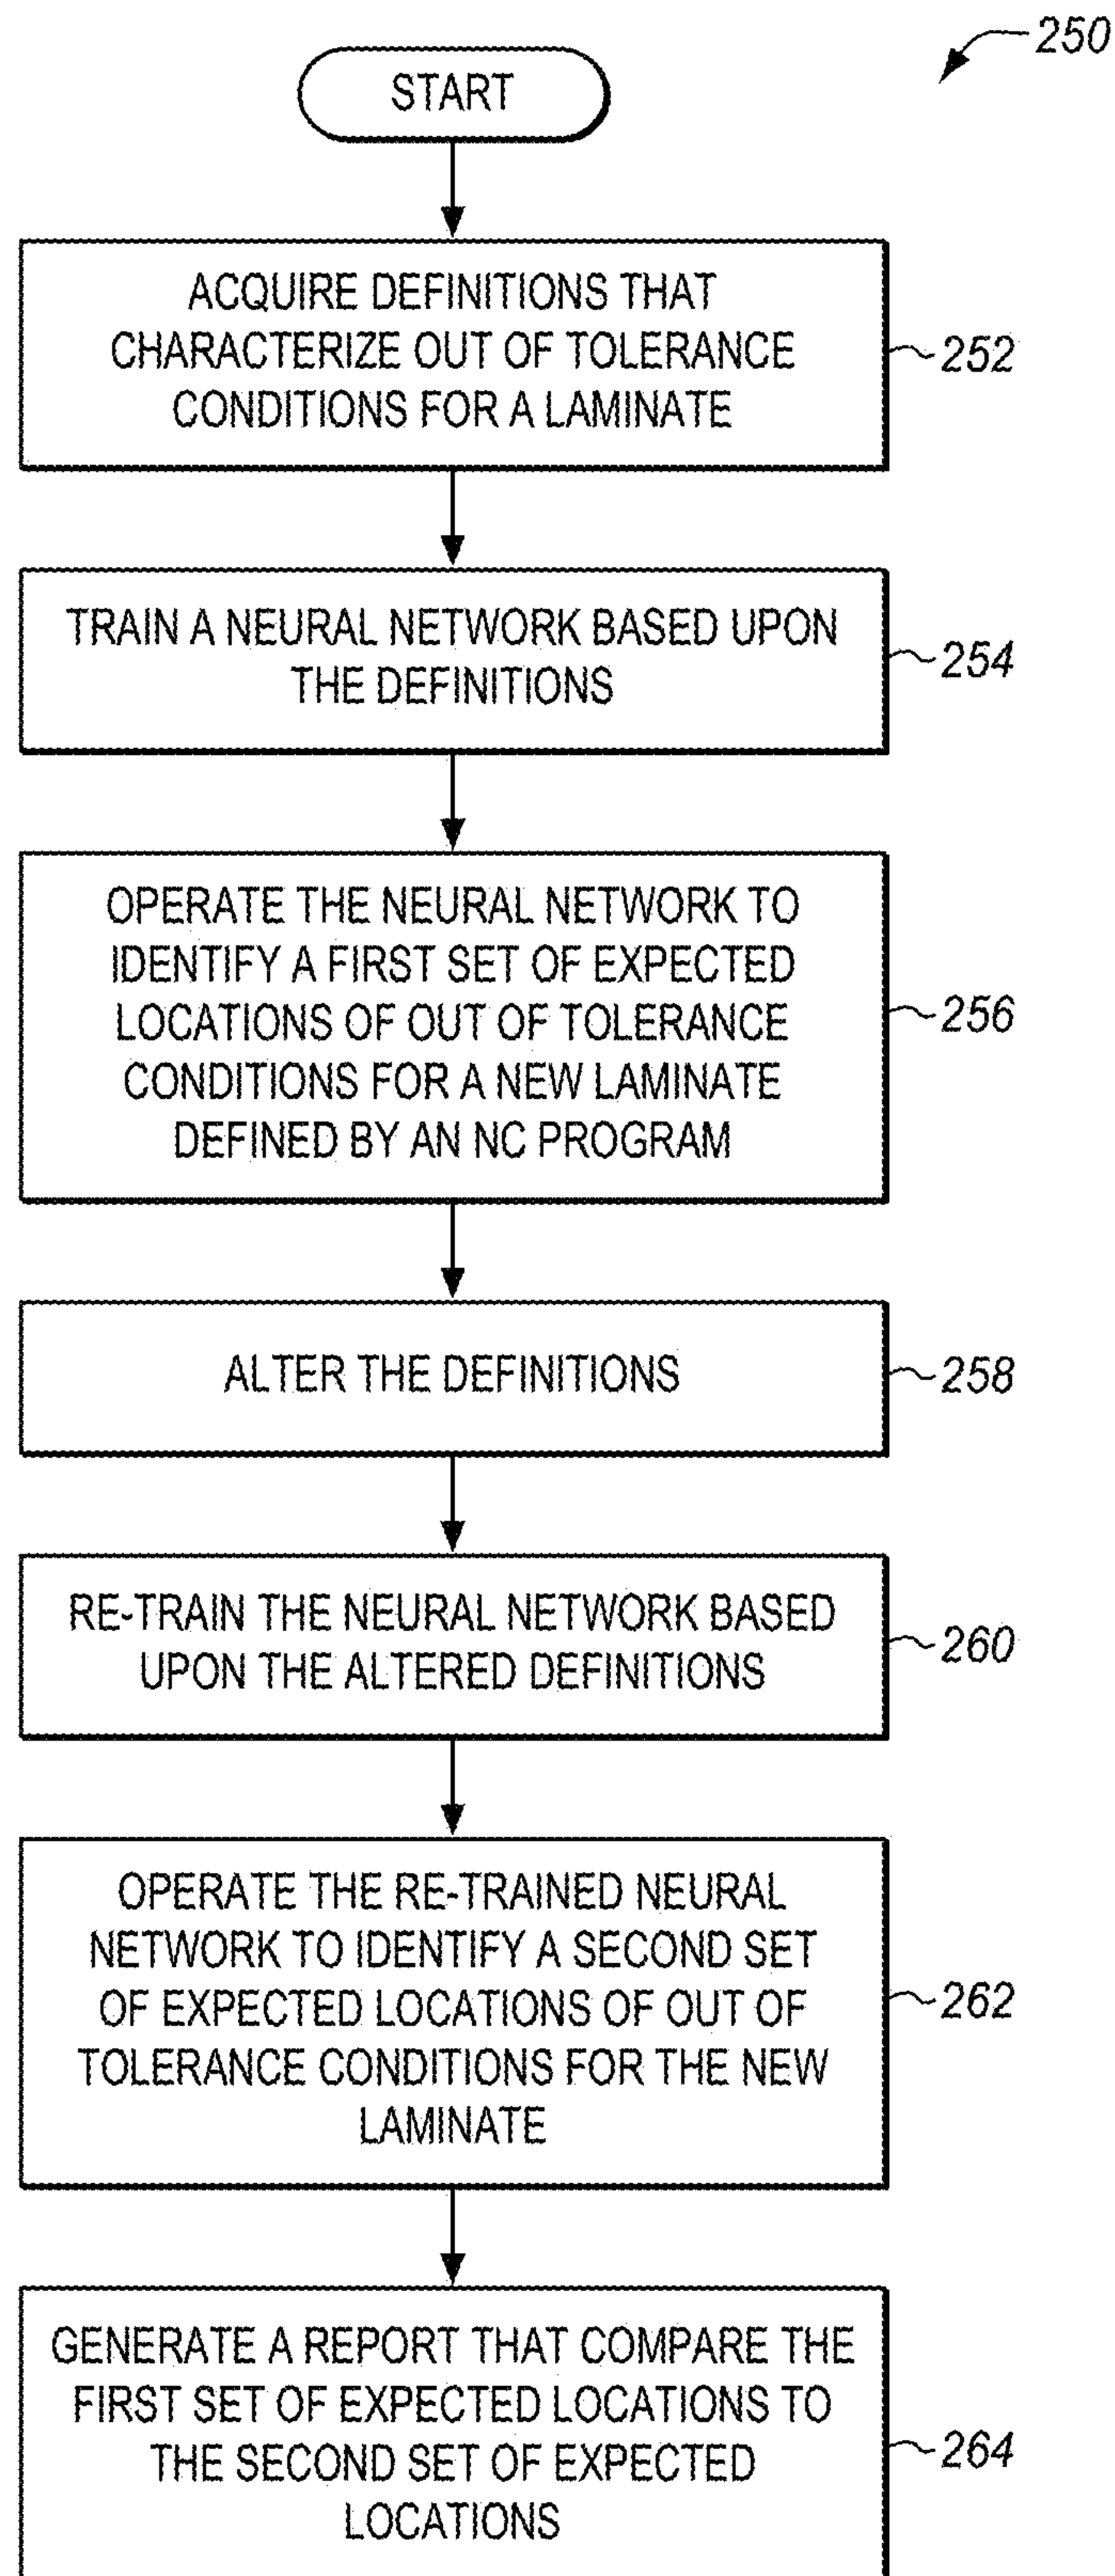 250
START
ACQUIRE DEFINITIONS THAT
CHARACTERIZE OUT OF TOLERANCE
CONDITIONS FOR A LAMINATE
252
TRAIN A NEURAL NETWORK BASED UPON
THE DEFINITIONS
254
OPERATE THE NEURAL NETWORK TO
IDENTIFY A FIRST SET OF EXPECTED
LOCATIONS OF OUT OF TOLERANCE
CONDITIONS FOR A NEW LAMINATE
DEFINED BY AN NC PROGRAM
256
ALTER THE DEFINITIONS
258
RE-TRAIN THE NEURAL NETWORK BASED
UPON THE ALTERED DEFINITIONS
260
OPERATE THE RE-TRAINED NEURAL
NETWORK TO IDENTIFY A SECOND SET
OF EXPECTED LOCATIONS OF OUT OF
TOLERANCE CONDITIONS FOR THE NEW
LAMINATE
262
GENERATE A REPORT THAT COMPARE THE
FIRST SET OF EXPECTED LOCATIONS TO
THE SECOND SET OF EXPECTED
LOCATIONS
264